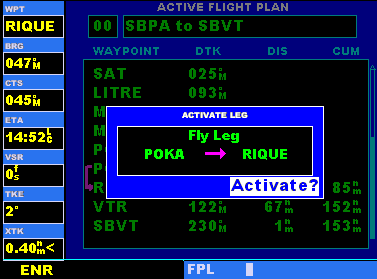 WPT
RIQUE
BRG
047°M
CTS
045°M
ETA
14:52LC
VSR
0fs
TKE
2°
XTK
0.40nm<
ENR
ACTIVE FLIGHT PLAN
00 SBPA to SBVT
WAYPOINT DTK DIS CUM
SAT 025°M
LITRE 093°M
ACTIVATE LEG
Fly Leg
POKA → RIQUE
Activate?
85nm
VTR 122°M 67nm 152nm
SBVT 230°M 1nm 153nm
FPL